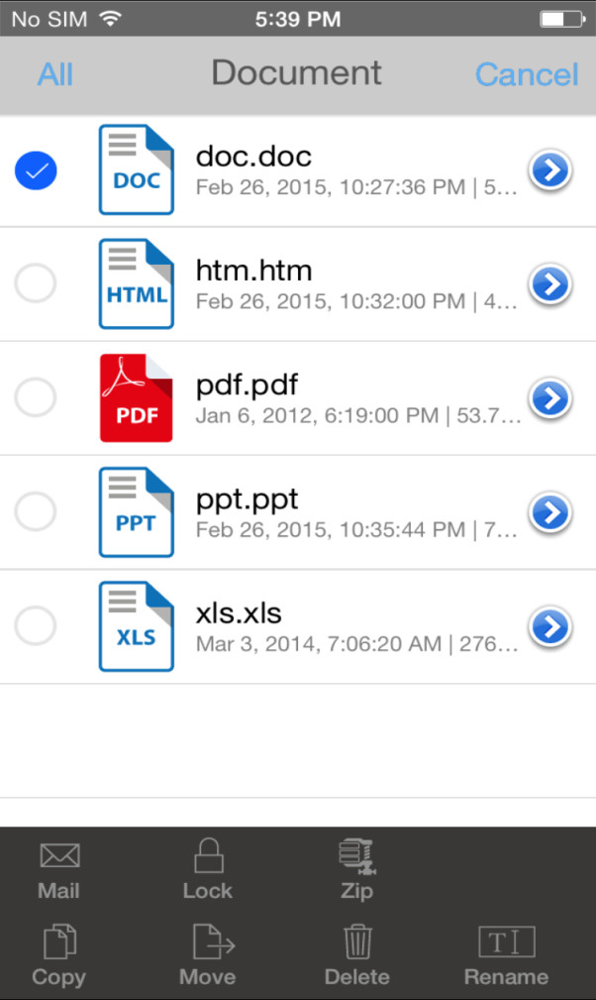 No SIM 5:39 PM
All Document Cancel
DOC
doc.doc
Feb 26, 2015, 10:27:36 PM | 5...
HTML
htm.htm
Feb 26, 2015, 10:32:00 PM | 4...
PDF
pdf.pdf
Jan 6, 2012, 6:19:00 PM | 53.7...
PPT
ppt.ppt
Feb 26, 2015, 10:35:44 PM | 7...
XLS
xls.xls
Mar 3, 2014, 7:06:20 AM | 276...
Mail Lock Zip
T
Copy Move Delete Rename